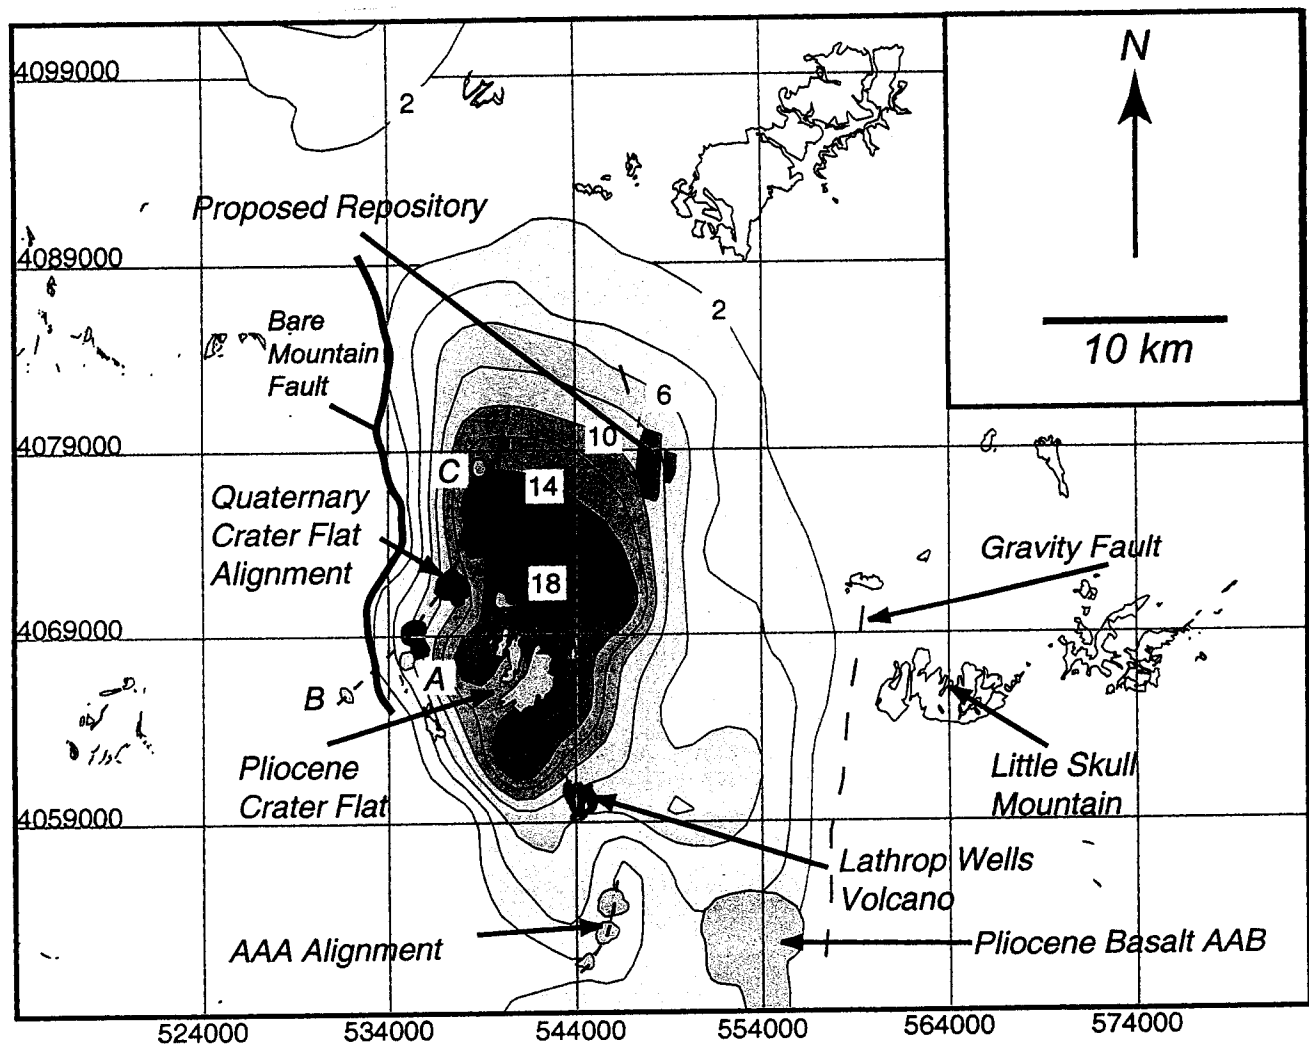 N
4099000
2
Proposed Repository
4089000
2
Bare
Mountain
Fault
10 km
6
10
4079000
C
14
Quaternary
Crater Flat
Alignment
Gravity Fault
18
4069000
A
B
Little Skull
Mountain
Pliocene
Crater Flat
4059000
Lathrop Wells
Volcano
AAA Alignment
Pliocene Basalt AAB
524000
534000
544000
554000
564000
574000